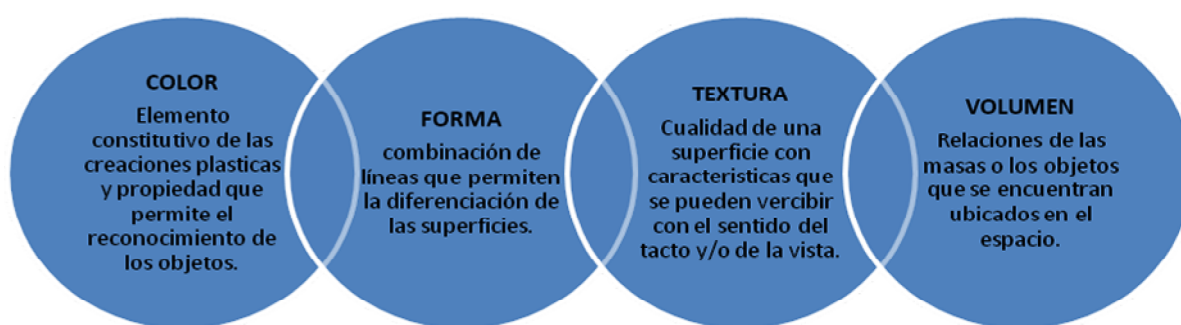 COLOR
Elemento
constitutivo de las
creaciones plasticas
y propiedad que
permite el
reconocimiento de
los objetos.
FORMA
combinación de
líneas que permiten
la diferenciación de
las superficies.
TEXTURA
Cualidad de una
superficie con
caracteristicas que
se pueden vercibir
con el sentido del
tacto y/o de la vista.
VOLUMEN
Relaciones de las
masas o los objetos
que se encuentran
ubicados en el
espacio.